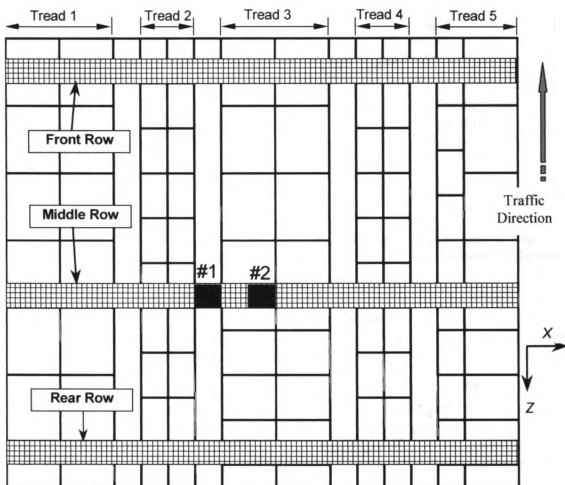 Tread 1 Tread 2 Tread 3 Tread 4 Tread 5
Front Row
Middle Row
Traffic
Direction
#1 #2
X
Z
Rear Row